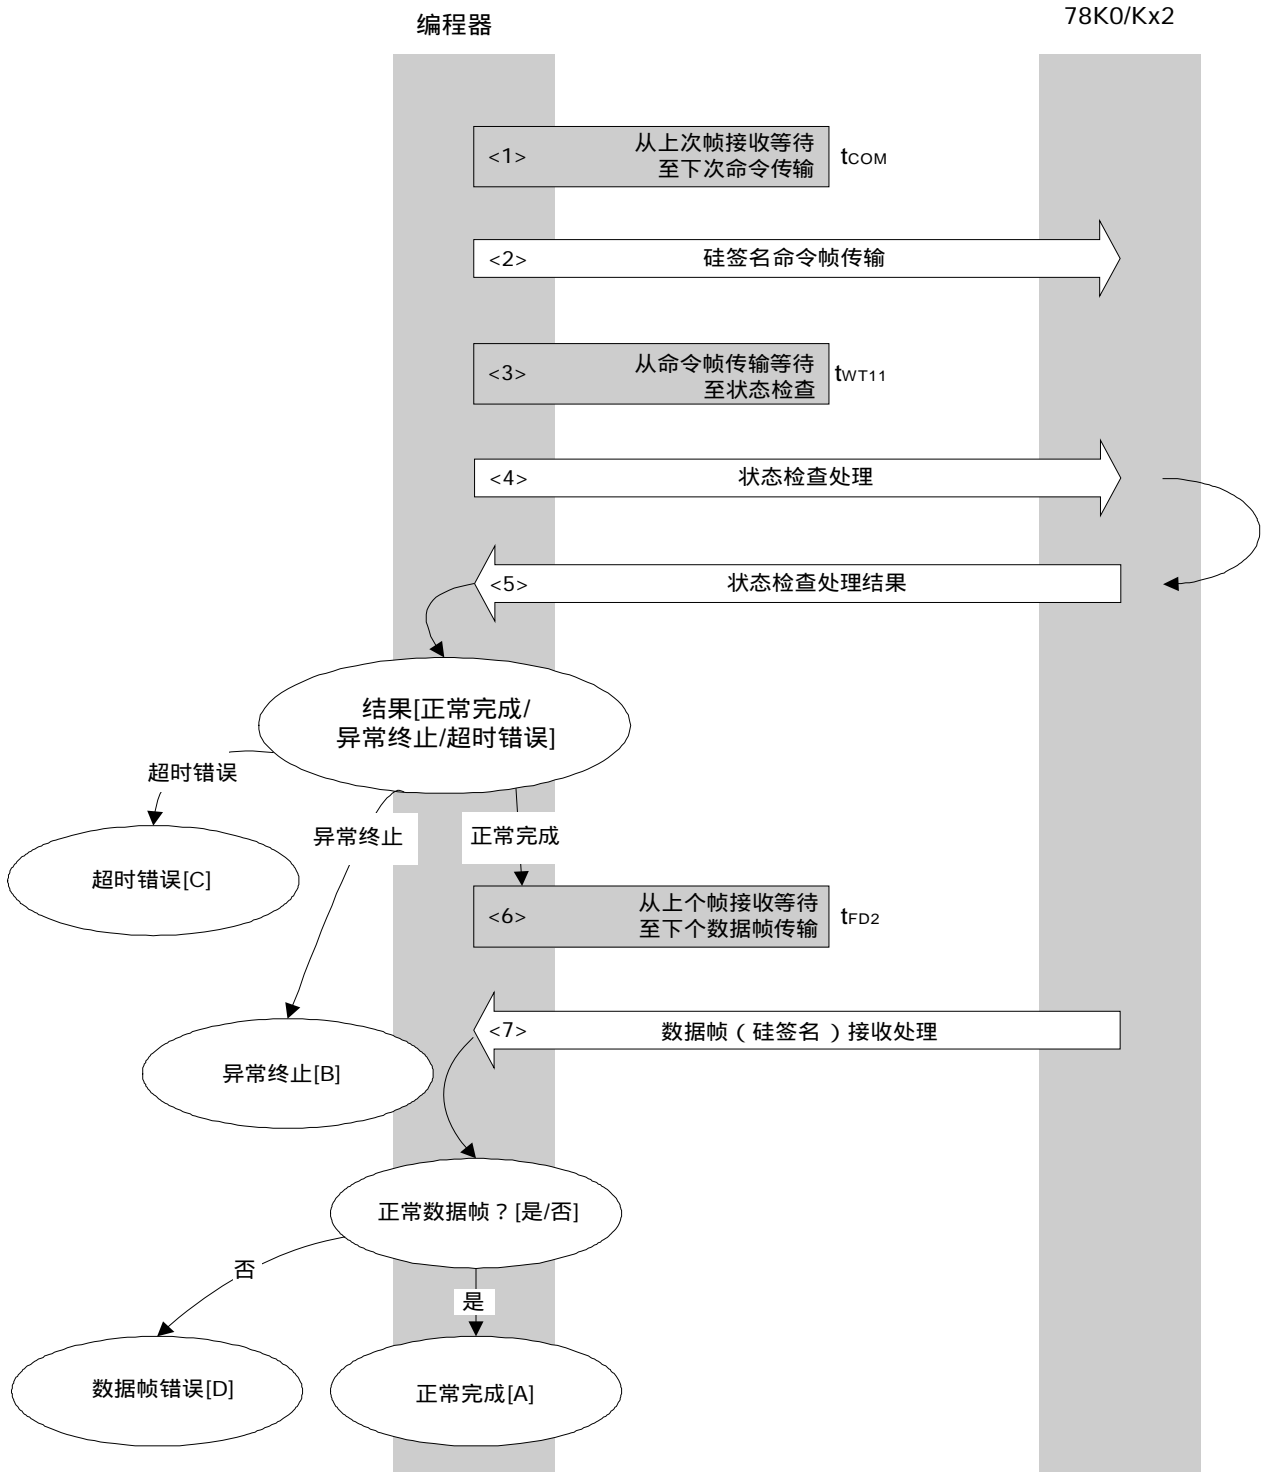 编程器
78K0/Kx2
<1>
从上次帧接收等待
至下次命令传输
tCOM
<2>
硅签名命令帧传输
<3>
从命令帧传输等待
至状态检查
tWT11
<4>
状态检查处理
<5>
状态检查处理结果
结果[正常完成/
异常终止/超时错误]
超时错误
异常终止
正常完成
超时错误[C]
<6>
从上个帧接收等待
至下个数据帧传输
tFD2
<7>
数据帧（硅签名）接收处理
异常终止[B]
正常数据帧？[是/否]
否
是
数据帧错误[D]
正常完成[A]